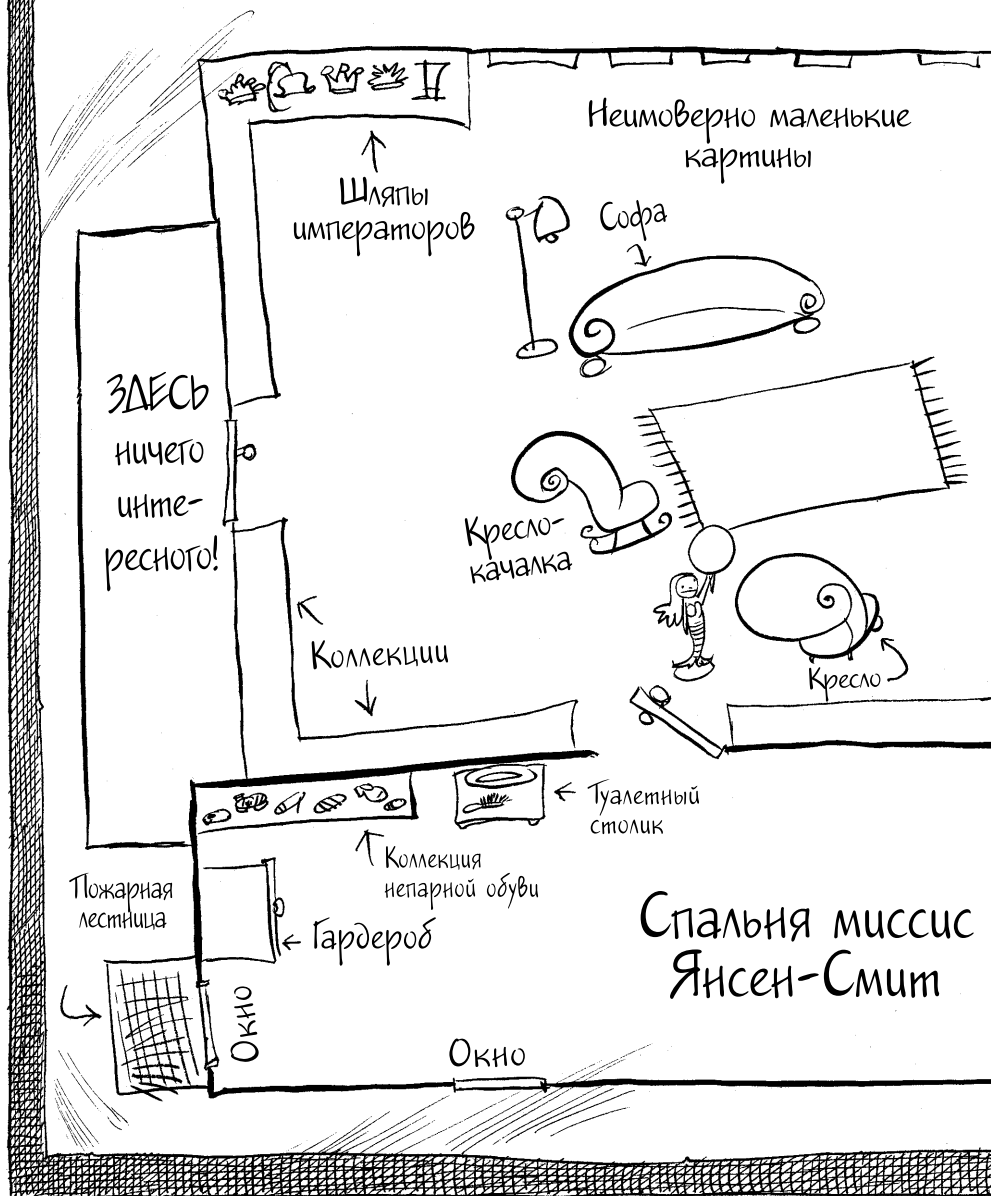 Неимоверно маленькие
картины
Шляпы
императоров
Софа
ЗДЕСЬ
ничего
инте-
ресного!
Кресло-
качалка
Коллекции
Кресло
Туалетный
столик
Коллекция
непарной обуви
Пожарная
лестница
Гардероб
Спальня миссис
Янсен-Смит
Окно
Окно